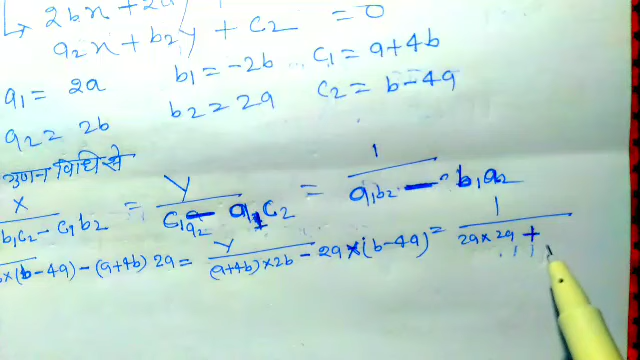 2bx + 2ay
a₂x + b₂y + c₂ = 0
a₁ = 2a b₁ = -2b c₁ = a+4b
a₂ = 2b b₂ = 2a c₂ = b-4a
गुणन विधि से
x / b₁c₂ - c₁b₂ = y / c₁a₂ - a₁c₂ = 1 / a₁b₂ - b₁a₂
×(b-4a) - (a+4b) 2a = y / (a+4b)×2b - 2a×(b-4a) = 1 / 2a×2a +